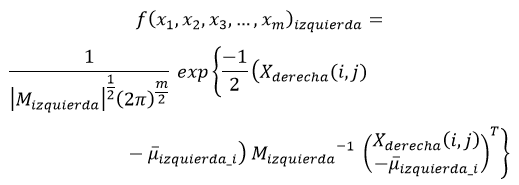 f(x₁, x₂, x₃, … , xₘ)izquierda =
1 / |Mizquierda|^(1/2) (2π)^(m/2) exp{−1/2 (Xderecha(i, j)
− μ̄izquierda_i) Mizquierda⁻¹ (Xderecha(i, j) −μ̄izquierda_i)ᵀ}